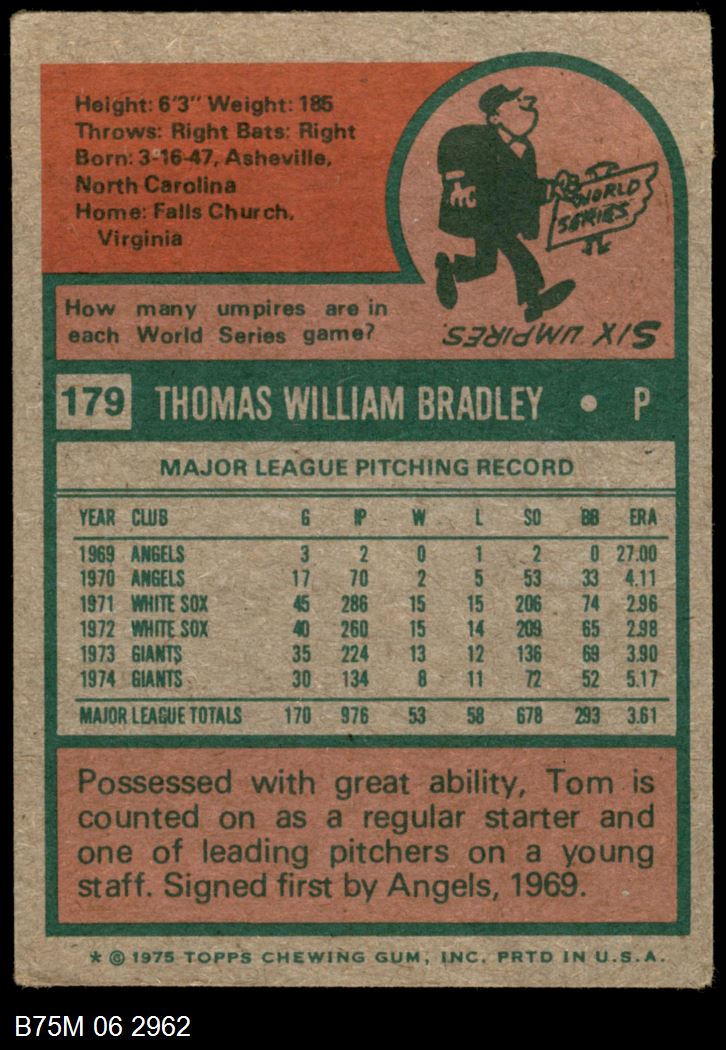 Height: 6'3" Weight: 185
Throws: Right Bats: Right
Born: 3-16-47, Asheville,
North Carolina
Home: Falls Church,
Virginia
WORLD
SERIES
How many umpires are in
each World Series game?
SIX UMPIRES.
179 THOMAS WILLIAM BRADLEY • P
MAJOR LEAGUE PITCHING RECORD
YEAR CLUB G IP W L SO BB ERA
1969 ANGELS 3 2 0 1 2 0 27.00
1970 ANGELS 17 70 2 5 53 33 4.11
1971 WHITE SOX 45 286 15 15 206 74 2.96
1972 WHITE SOX 40 260 15 14 209 65 2.98
1973 GIANTS 35 224 13 12 136 69 3.90
1974 GIANTS 30 134 8 11 72 52 5.17
MAJOR LEAGUE TOTALS 170 976 53 58 678 293 3.61
Possessed with great ability, Tom is
counted on as a regular starter and
one of leading pitchers on a young
staff. Signed first by Angels, 1969.
* © 1975 TOPPS CHEWING GUM, INC. PRTD IN U.S.A.
B75M 06 2962